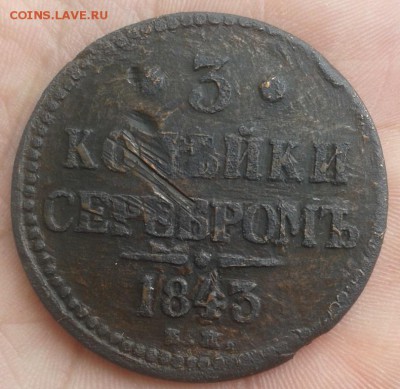 COINS.LAVE.RU
3
КОПѢЙКИ
СЕРЕБРОМЪ
1843
Е.М.